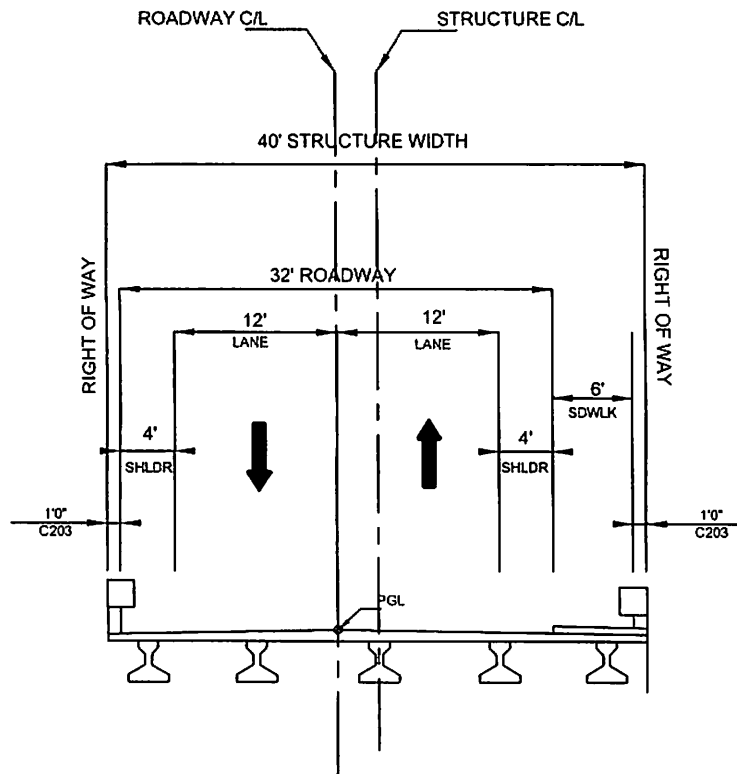 ROADWAY C/L
STRUCTURE C/L
40' STRUCTURE WIDTH
RIGHT OF WAY
RIGHT OF WAY
32' ROADWAY
12'
LANE
12'
LANE
6'
SDWLK
4'
SHLDR
4'
SHLDR
1'0"
C203
1'0"
C203
PGL